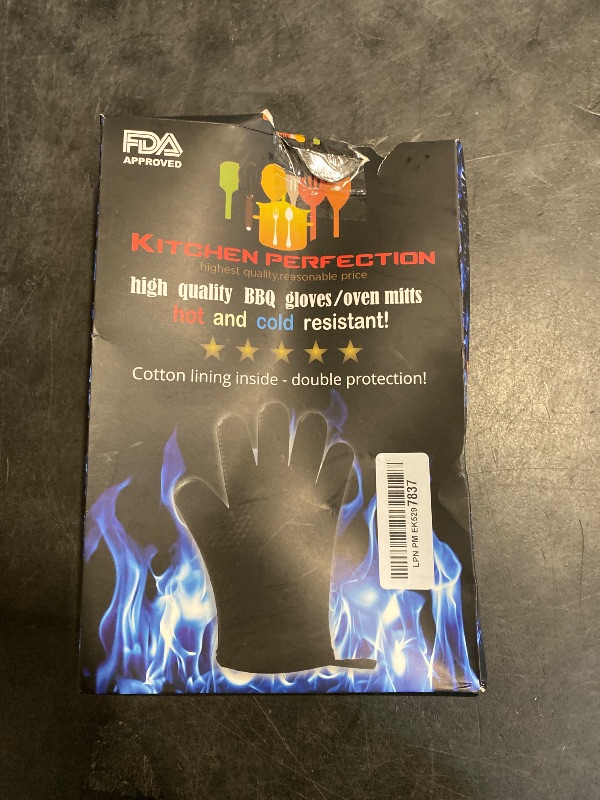 FDA
APPROVED
KITCHEN PERFECTION
highest quality,reasonable price
high quality BBQ gloves/oven mitts
hot and cold resistant!
Cotton lining inside - double protection!
LPN PM EK5297837